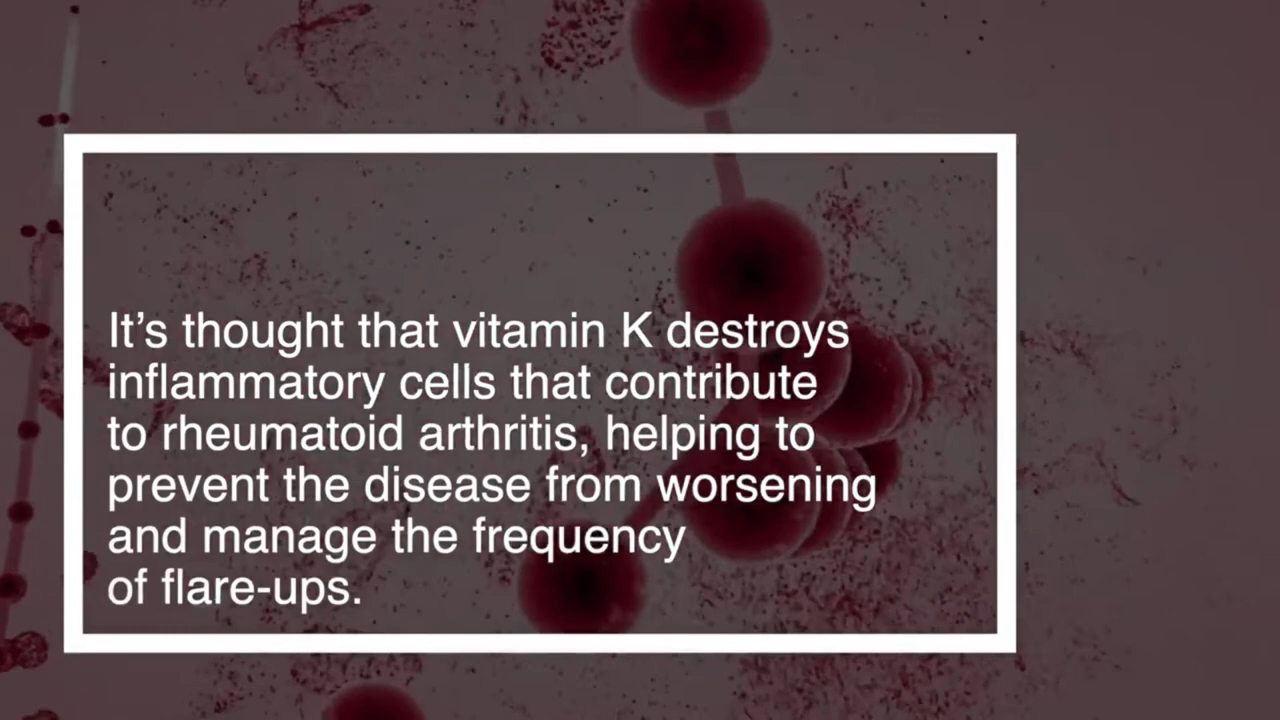 It’s thought that vitamin K destroys
inflammatory cells that contribute
to rheumatoid arthritis, helping to
prevent the disease from worsening
and manage the frequency
of flare-ups.